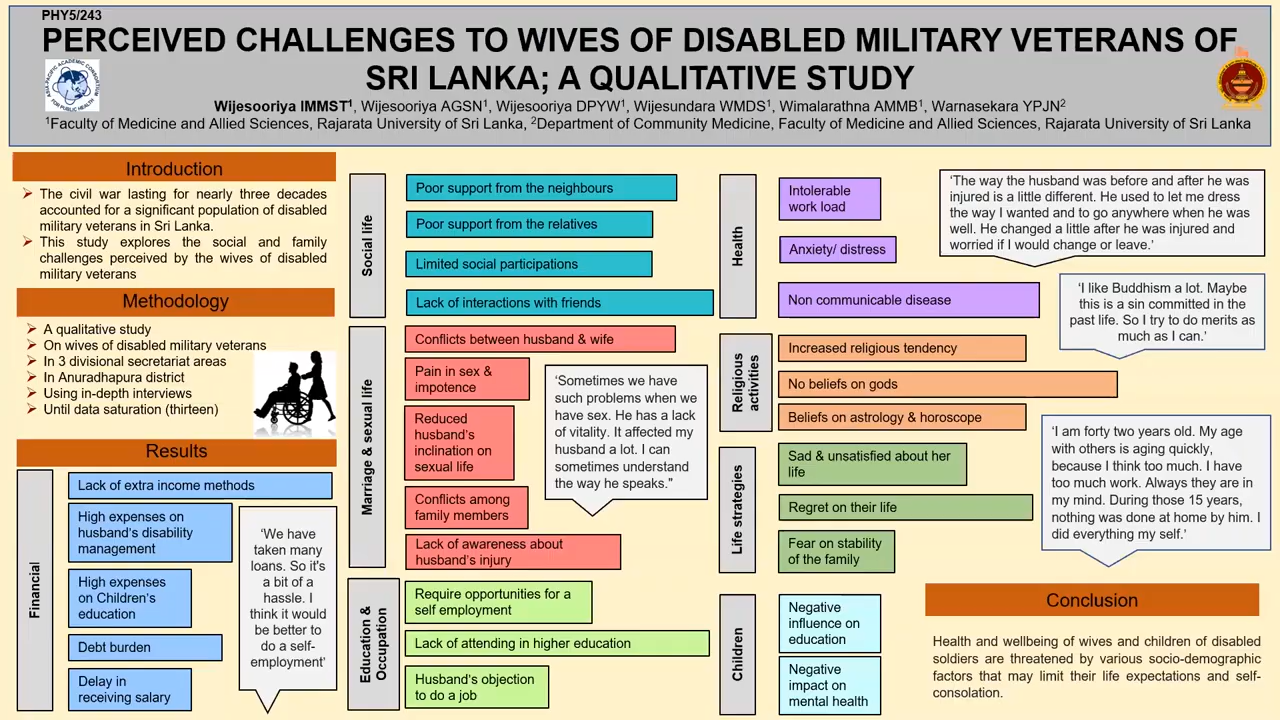 PHY5/243
PERCEIVED CHALLENGES TO WIVES OF DISABLED MILITARY VETERANS OF
SRI LANKA; A QUALITATIVE STUDY
Wijesooriya IMMST1, Wijesooriya AGSN1, Wijesooriya DPYW1, Wijesundara WMDS1, Wimalarathna AMMB1, Warnasekara YPJN2
1Faculty of Medicine and Allied Sciences, Rajarata University of Sri Lanka, 2Department of Community Medicine, Faculty of Medicine and Allied Sciences, Rajarata University of Sri Lanka
Introduction
➢ The civil war lasting for nearly three decades
accounted for a significant population of disabled
military veterans in Sri Lanka.
➢ This study explores the social and family
challenges perceived by the wives of disabled
military veterans
Methodology
➢ A qualitative study
➢ On wives of disabled military veterans
➢ In 3 divisional secretariat areas
➢ In Anuradhapura district
➢ Using in-depth interviews
➢ Until data saturation (thirteen)
Results
Financial
Lack of extra income methods
High expenses on
husband's disability
management
High expenses
on Children's
education
Debt burden
Delay in
receiving salary
‘We have
taken many
loans. So it's
a bit of a
hassle. I
think it would
be better to
do a self-
employment’
Social life
Poor support from the neighbours
Poor support from the relatives
Limited social participations
Lack of interactions with friends
Marriage & sexual life
Conflicts between husband & wife
Pain in sex &
impotence
Reduced
husband's
inclination on
sexual life
Conflicts among
family members
Lack of awareness about
husband's injury
‘Sometimes we have
such problems when we
have sex. He has a lack
of vitality. It affected my
husband a lot. I can
sometimes understand
the way he speaks."
Education &
Occupation
Require opportunities for a
self employment
Lack of attending in higher education
Husband's objection
to do a job
Health
Intolerable
work load
Anxiety/ distress
Non communicable disease
‘The way the husband was before and after he was
injured is a little different. He used to let me dress
the way I wanted and to go anywhere when he was
well. He changed a little after he was injured and
worried if I would change or leave.’
Religious
activities
Increased religious tendency
No beliefs on gods
Beliefs on astrology & horoscope
‘I like Buddhism a lot. Maybe
this is a sin committed in the
past life. So I try to do merits as
much as I can.’
Life strategies
Sad & unsatisfied about her
life
Regret on their life
Fear on stability
of the family
‘I am forty two years old. My age
with others is aging quickly,
because I think too much. I have
too much work. Always they are in
my mind. During those 15 years,
nothing was done at home by him. I
did everything my self.’
Children
Negative
influence on
education
Negative
impact on
mental health
Conclusion
Health and wellbeing of wives and children of disabled
soldiers are threatened by various socio-demographic
factors that may limit their life expectations and self-
consolation.